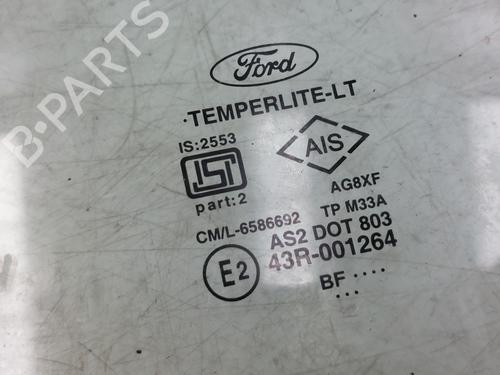 Ford
TEMPERLITE-LT
IS:2553
ISI
part:2
AIS
AG8XF
CM/L-6586692
TP M33A
AS2 DOT 803
43R-001264
E2
BF ....
...
B-PARTS